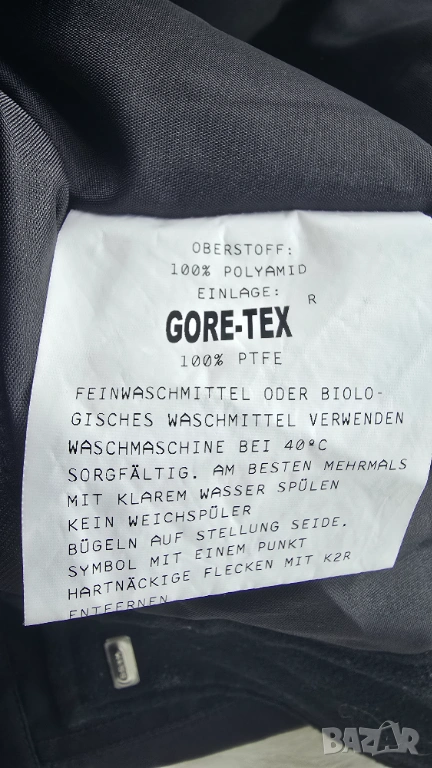 OBERSTOFF:
100% POLYAMID
EINLAGE: R
GORE-TEX
100% PTFE
FEINWASCHMITTEL ODER BIOLO-
GISCHES WASCHMITTEL VERWENDEN
WASCHMASCHINE BEI 40°C
SORGFÄLTIG. AM BESTEN MEHRMALS
MIT KLAREM WASSER SPÜLEN
KEIN WEICHSPÜLER
BÜGELN AUF STELLUNG SEIDE.
SYMBOL MIT EINEM PUNKT
HARTNÄCKIGE FLECKEN MIT K2R
ENTFERNEN
BAZAR